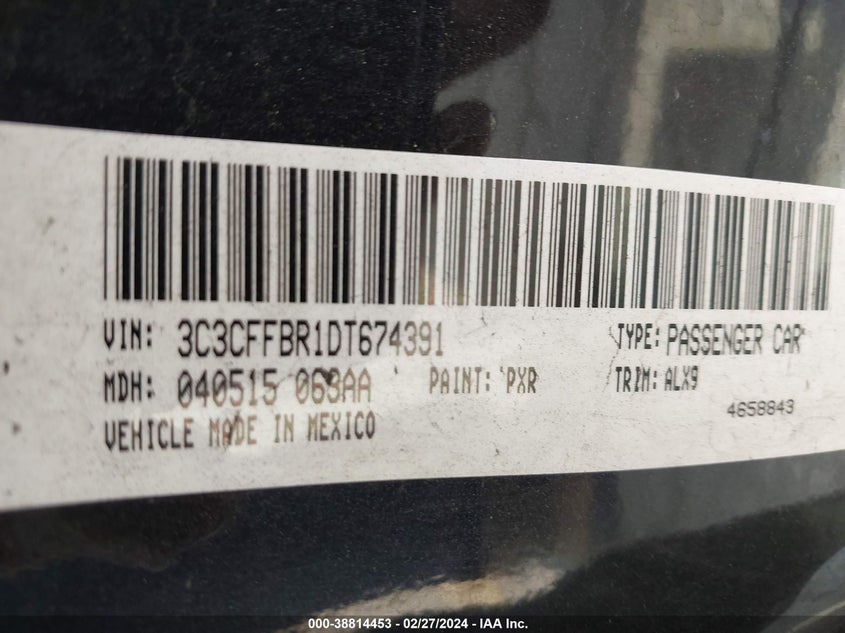 VIN: 3C3CFFBR1DT674391 TYPE: PASSENGER CAR
MDH: 040515 063AA PAINT: PXR TRIM: ALX9
4658843
VEHICLE MADE IN MEXICO
000-38814453 - 02/27/2024 - IAA Inc.